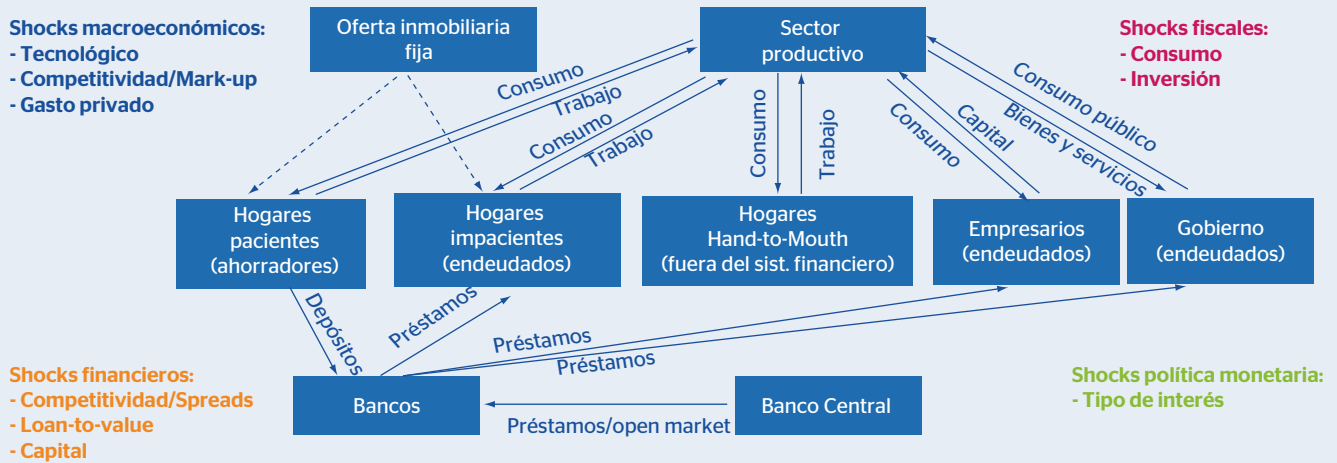 Shocks macroeconómicos:
- Tecnológico
- Competitividad/Mark-up
- Gasto privado
Oferta inmobiliaria
fija
Sector
productivo
Shocks fiscales:
- Consumo
- Inversión
Consumo
Trabajo
Consumo
Trabajo
Consumo
Trabajo
Consumo
Capital
Bienes y servicios
Consumo público
Hogares
pacientes
(ahorradores)
Hogares
impacientes
(endeudados)
Hogares
Hand-to-Mouth
(fuera del sist. financiero)
Empresarios
(endeudados)
Gobierno
(endeudados)
Depósitos
Préstamos
Préstamos
Préstamos
Shocks financieros:
- Competitividad/Spreads
- Loan-to-value
- Capital
Bancos
Préstamos/open market
Banco Central
Shocks política monetaria:
- Tipo de interés